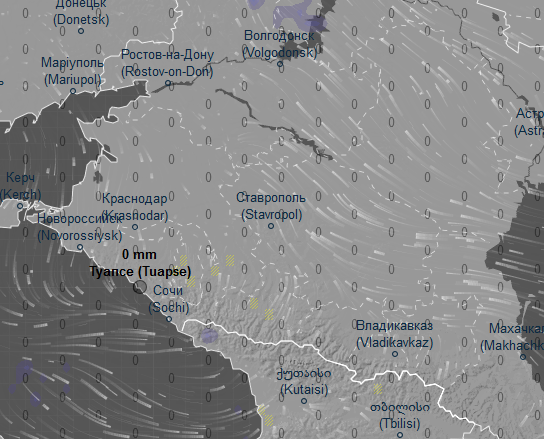 Донецьк
(Donetsk)
Волгодонск
(Volgodonsk)
Ростов-на-Дону
(Rostov-on-Don)
Маріуполь
(Mariupol)
Астр
(Astr
Керч
(Kerch)
Краснодар
(Krasnodar)
Ставрополь
(Stavropol)
Новороссийск
(Novorossiysk)
0 mm
Туапсе (Tuapse)
Сочи
(Sochi)
Владикавказ
(Vladikavkaz)
Махачкал
(Makhachk
ქუთაისი
(Kutaisi)
თბილისი
(Tbilisi)